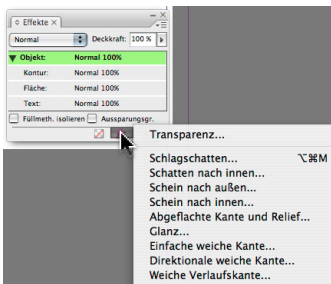 Effekte ×
Normal Deckkraft: 100 %
Objekt: Normal 100%
Kontur: Normal 100%
Fläche: Normal 100%
Text: Normal 100%
Füllmeth. isolieren Aussparungsgr.
Transparenz...
Schlagschatten... ⌥⌘M
Schatten nach innen...
Schein nach außen...
Schein nach innen...
Abgeflachte Kante und Relief...
Glanz...
Einfache weiche Kante...
Direktionale weiche Kante...
Weiche Verlaufskante...